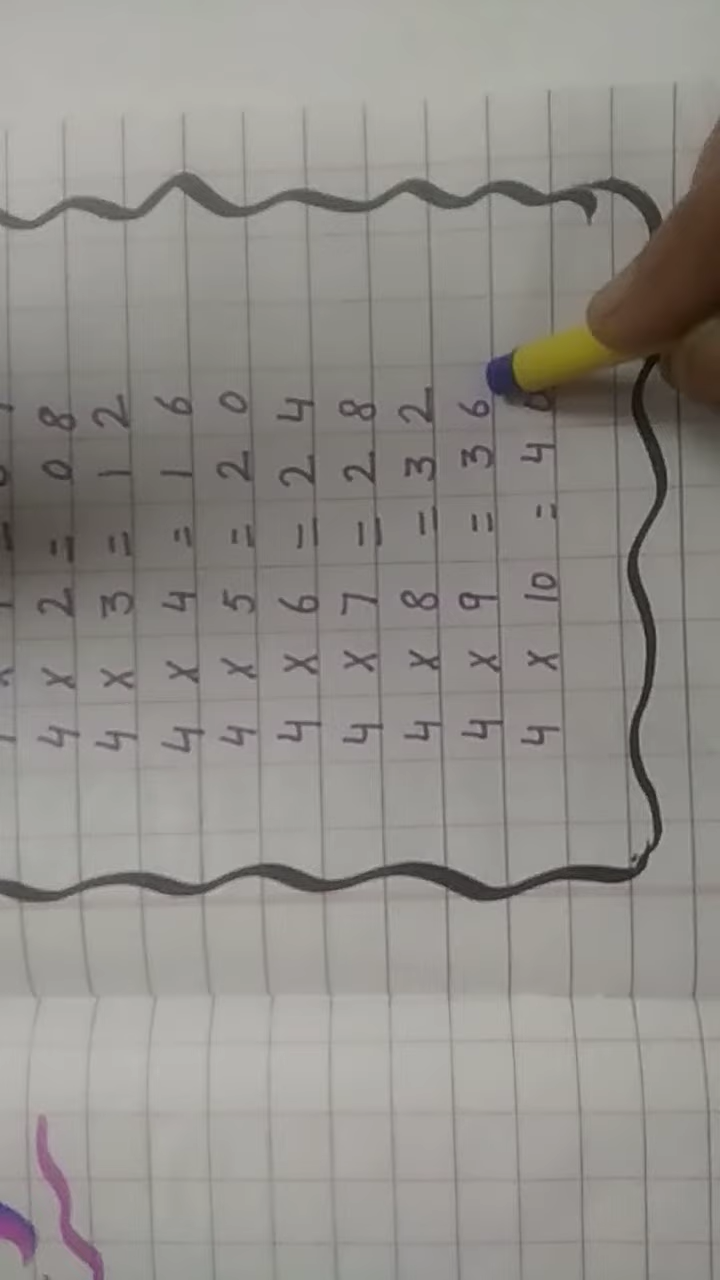 4 x 2 = 08
4 x 3 = 12
4 x 4 = 16
4 x 5 = 20
4 x 6 = 24
4 x 7 = 28
4 x 8 = 32
4 x 9 = 36
4 x 10 = 40